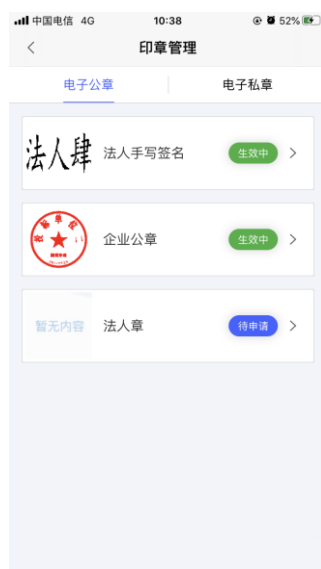 中国电信 4G 10:38 52%
印章管理
电子公章 电子私章
法人肆 法人手写签名 生效中
企业公章 生效中
暂无内容 法人章 待申请